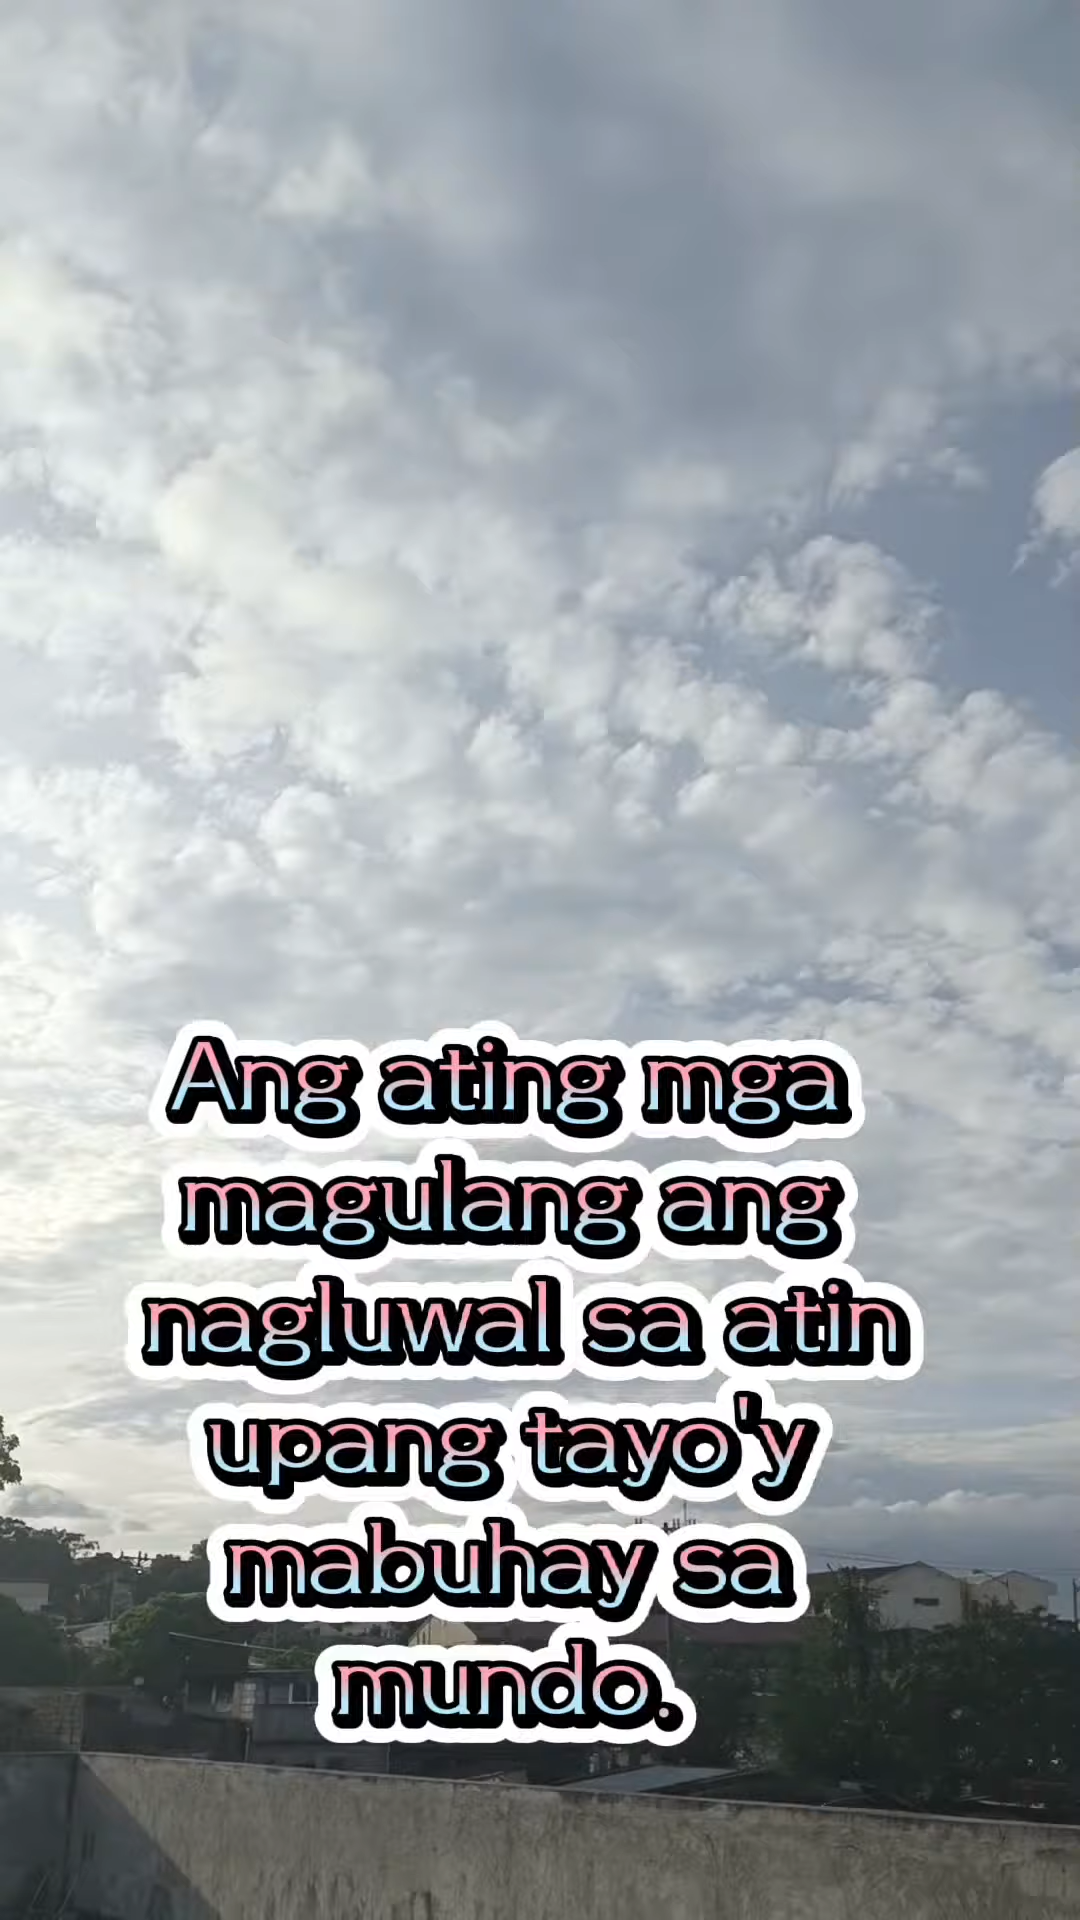 Ang ating mga
magulang ang
nagluwal sa atin
upang tayo'y
mabuhay sa
mundo.